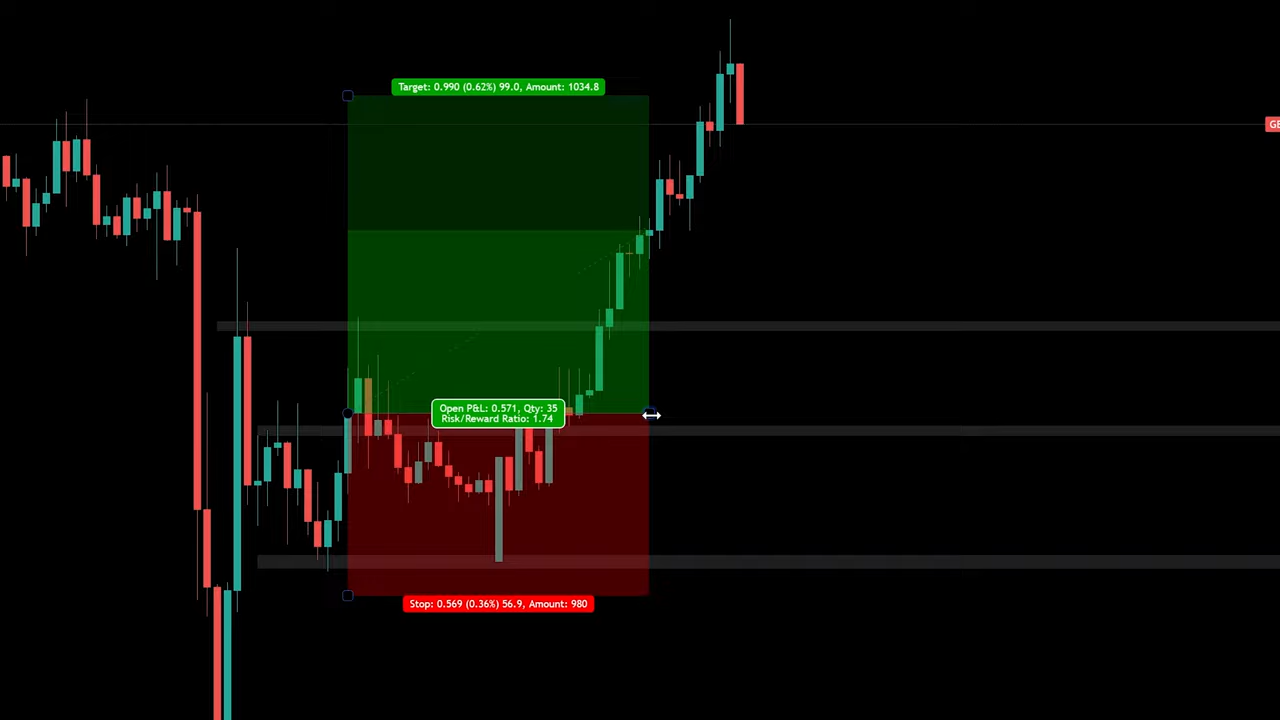 Target: 0.990 (0.62%) 99.0, Amount: 1034.8
GE
Open P&L: 0.571, Qty: 35
Risk/Reward Ratio: 1.74
Stop: 0.569 (0.36%) 56.9, Amount: 980